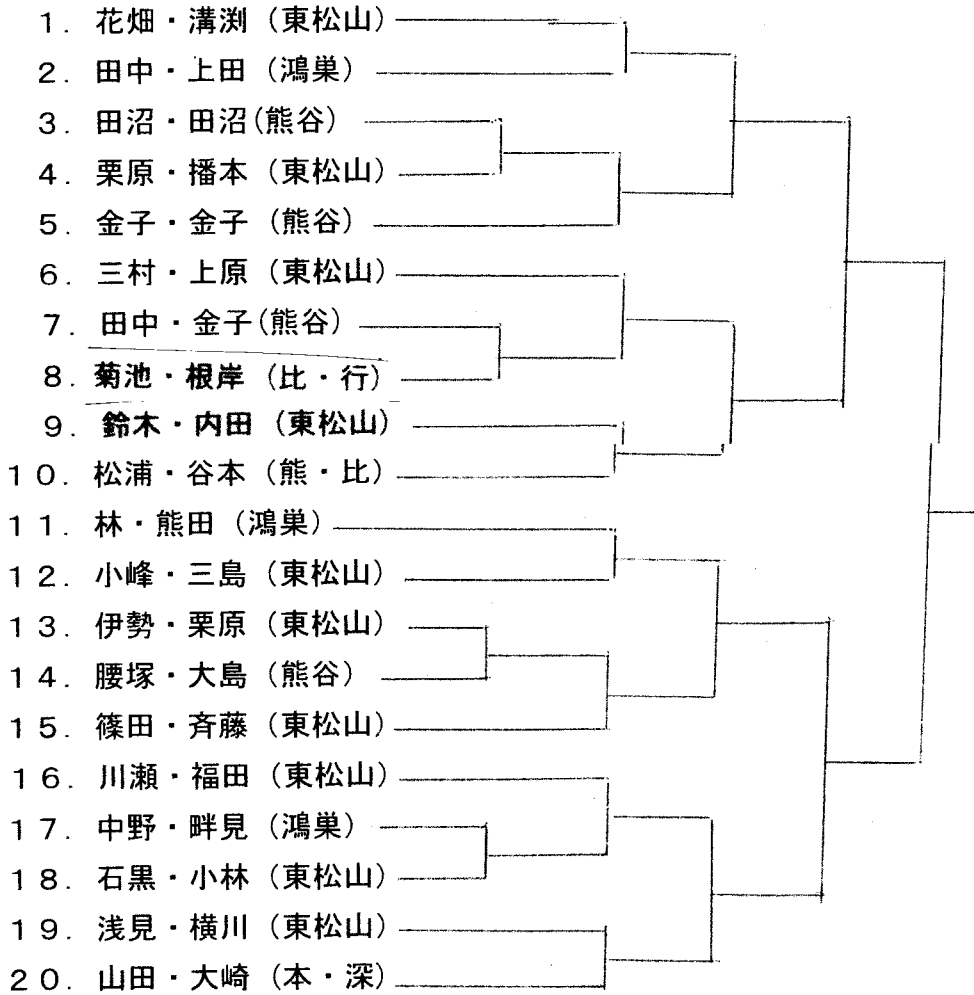 １．花畑・溝渕（東松山）
２．田中・上田（鴻巣）
３．田沼・田沼（熊谷）
４．栗原・播本（東松山）
５．金子・金子（熊谷）
６．三村・上原（東松山）
７．田中・金子（熊谷）
８．菊池・根岸（比・行）
９．鈴木・内田（東松山）
１０．松浦・谷本（熊・比）
１１．林・熊田（鴻巣）
１２．小峰・三島（東松山）
１３．伊勢・栗原（東松山）
１４．腰塚・大島（熊谷）
１５．篠田・斉藤（東松山）
１６．川瀬・福田（東松山）
１７．中野・畔見（鴻巣）
１８．石黒・小林（東松山）
１９．浅見・横川（東松山）
２０．山田・大崎（本・深）